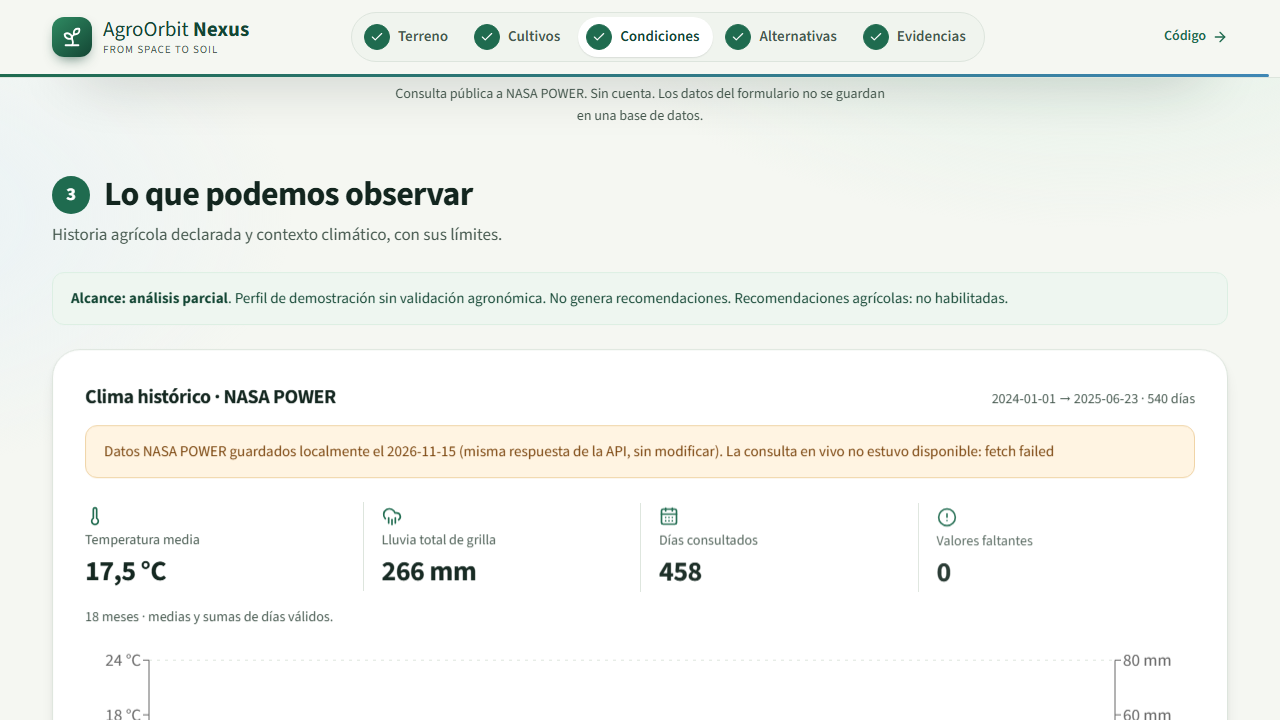 AgroOrbit Nexus
FROM SPACE TO SOIL
Terreno
Cultivos
Condiciones
Alternativas
Evidencias
Código →
Consulta pública a NASA POWER. Sin cuenta. Los datos del formulario no se guardan
en una base de datos.
3 Lo que podemos observar
Historia agrícola declarada y contexto climático, con sus límites.
Alcance: análisis parcial. Perfil de demostración sin validación agronómica. No genera recomendaciones. Recomendaciones agrícolas: no habilitadas.
Clima histórico · NASA POWER
2024-01-01 → 2025-06-23 · 540 días
Datos NASA POWER guardados localmente el 2026-11-15 (misma respuesta de la API, sin modificar). La consulta en vivo no estuvo disponible: fetch failed
Temperatura media
17,5 °C
Lluvia total de grilla
266 mm
Días consultados
458
Valores faltantes
0
18 meses · medias y sumas de días válidos.
24 °C
80 mm
18 °C
60 mm